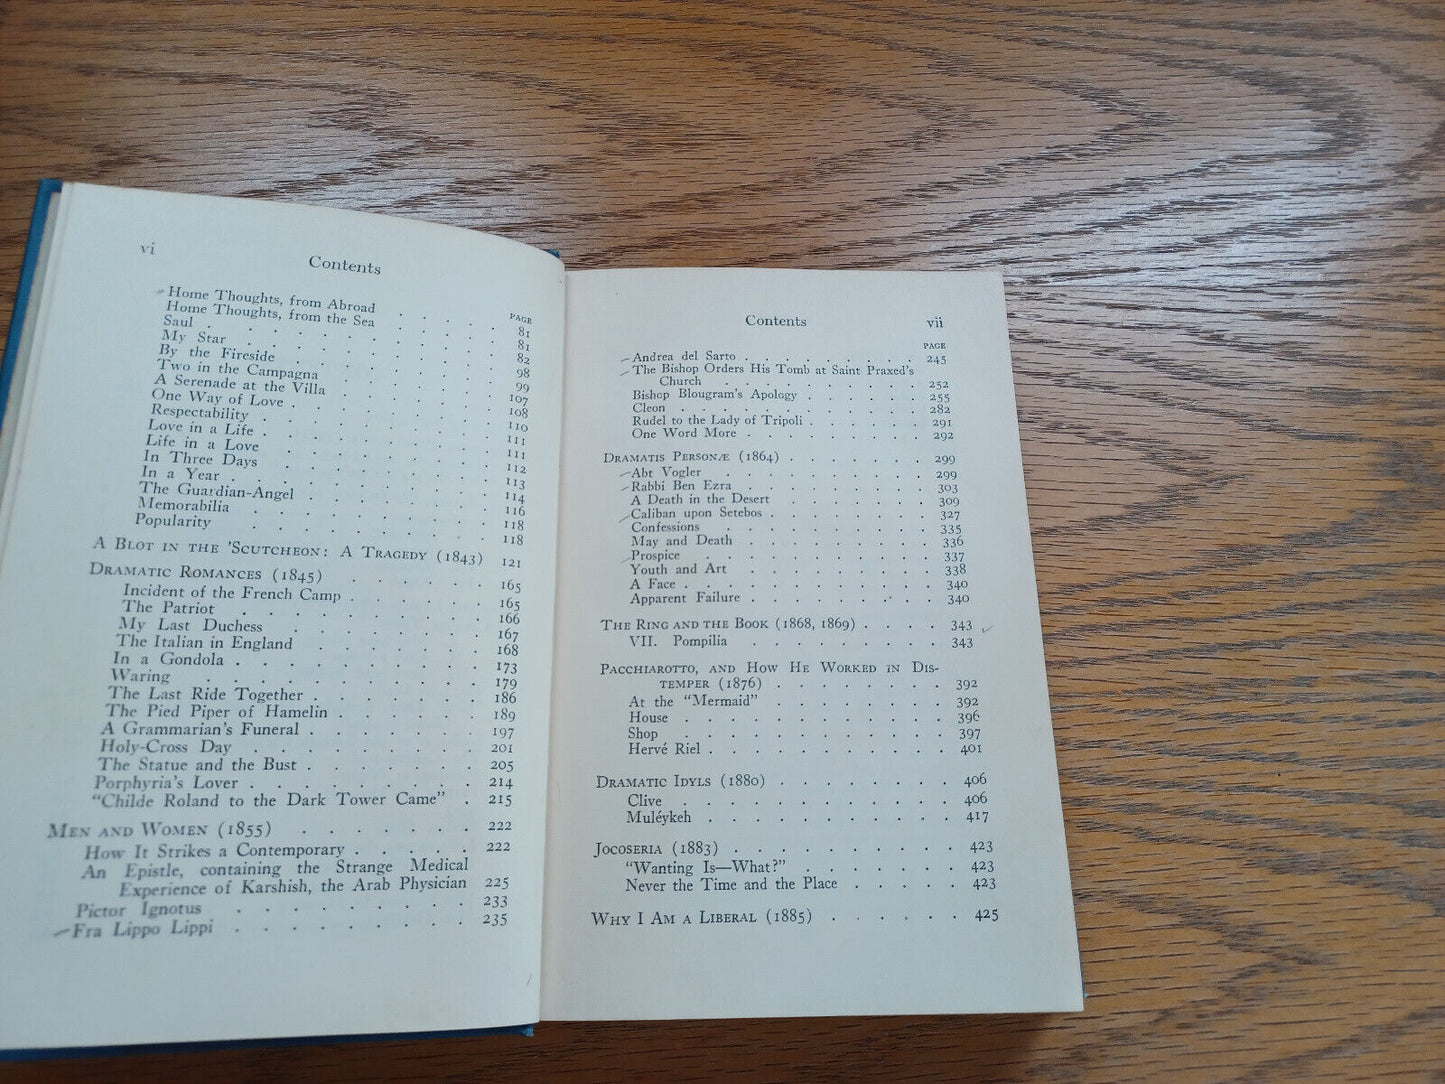 vi
Contents
PAGE
Home Thoughts, from Abroad 81
Home Thoughts, from the Sea 81
Saul 82
My Star 98
By the Fireside 99
Two in the Campagna 107
A Serenade at the Villa 108
One Way of Love 110
Respectability 111
Love in a Life 111
Life in a Love 112
In Three Days 113
In a Year 114
The Guardian-Angel 116
Memorabilia 118
Popularity 118
A Blot in the 'Scutcheon: A Tragedy (1843) 121
Dramatic Romances (1845) 165
Incident of the French Camp 165
The Patriot 166
My Last Duchess 167
The Italian in England 168
In a Gondola 173
Waring 179
The Last Ride Together 186
The Pied Piper of Hamelin 189
A Grammarian's Funeral 197
Holy-Cross Day 201
The Statue and the Bust 205
Porphyria's Lover 214
"Childe Roland to the Dark Tower Came" 215
Men and Women (1855) 222
How It Strikes a Contemporary 222
An Epistle, containing the Strange Medical
Experience of Karshish, the Arab Physician 225
Pictor Ignotus 233
Fra Lippo Lippi 235
Contents vii
PAGE
Andrea del Sarto 245
The Bishop Orders His Tomb at Saint Praxed's
Church 252
Bishop Blougram's Apology 255
Cleon 282
Rudel to the Lady of Tripoli 291
One Word More 292
Dramatis Personæ (1864) 299
Abt Vogler 299
Rabbi Ben Ezra 303
A Death in the Desert 309
Caliban upon Setebos 327
Confessions 335
May and Death 336
Prospice 337
Youth and Art 338
A Face 340
Apparent Failure 340
The Ring and the Book (1868, 1869) 343
VII. Pompilia 343
Pacchiarotto, and How He Worked in Dis-
temper (1876) 392
At the "Mermaid" 392
House 396
Shop 397
Hervé Riel 401
Dramatic Idyls (1880) 406
Clive 406
Muléykeh 417
Jocoseria (1883) 423
"Wanting Is—What?" 423
Never the Time and the Place 423
Why I Am a Liberal (1885) 425